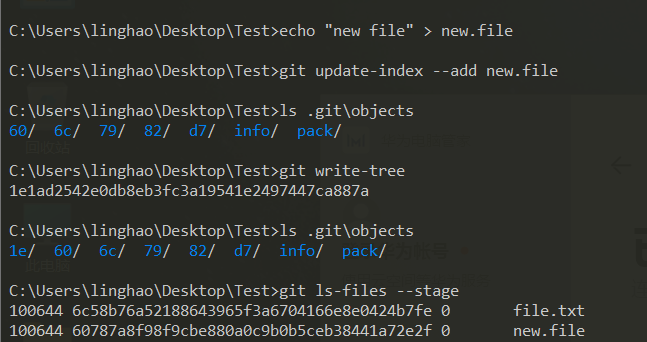 C:\Users\linghao\Desktop\Test>echo "new file" > new.file
C:\Users\linghao\Desktop\Test>git update-index --add new.file
C:\Users\linghao\Desktop\Test>ls .git\objects
60/  6c/  79/  82/  d7/  info/  pack/
C:\Users\linghao\Desktop\Test>git write-tree
1e1ad2542e0db8eb3fc3a19541e2497447ca887a
C:\Users\linghao\Desktop\Test>ls .git\objects
1e/  60/  6c/  79/  82/  d7/  info/  pack/
C:\Users\linghao\Desktop\Test>git ls-files --stage
100644 6c58b76a52188643965f3a6704166e8e0424b7fe 0       file.txt
100644 60787a8f98f9cbe880a0c9b0b5ceb38441a72e2f 0       new.file